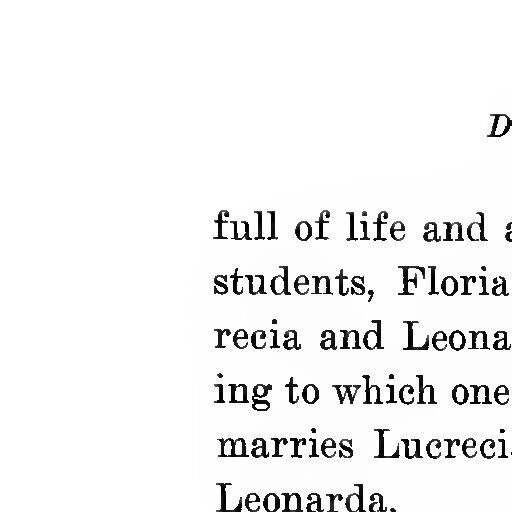 full of life and
students, Floria
recia and Leona
ing to which one
marries Lucreci
Leonarda.